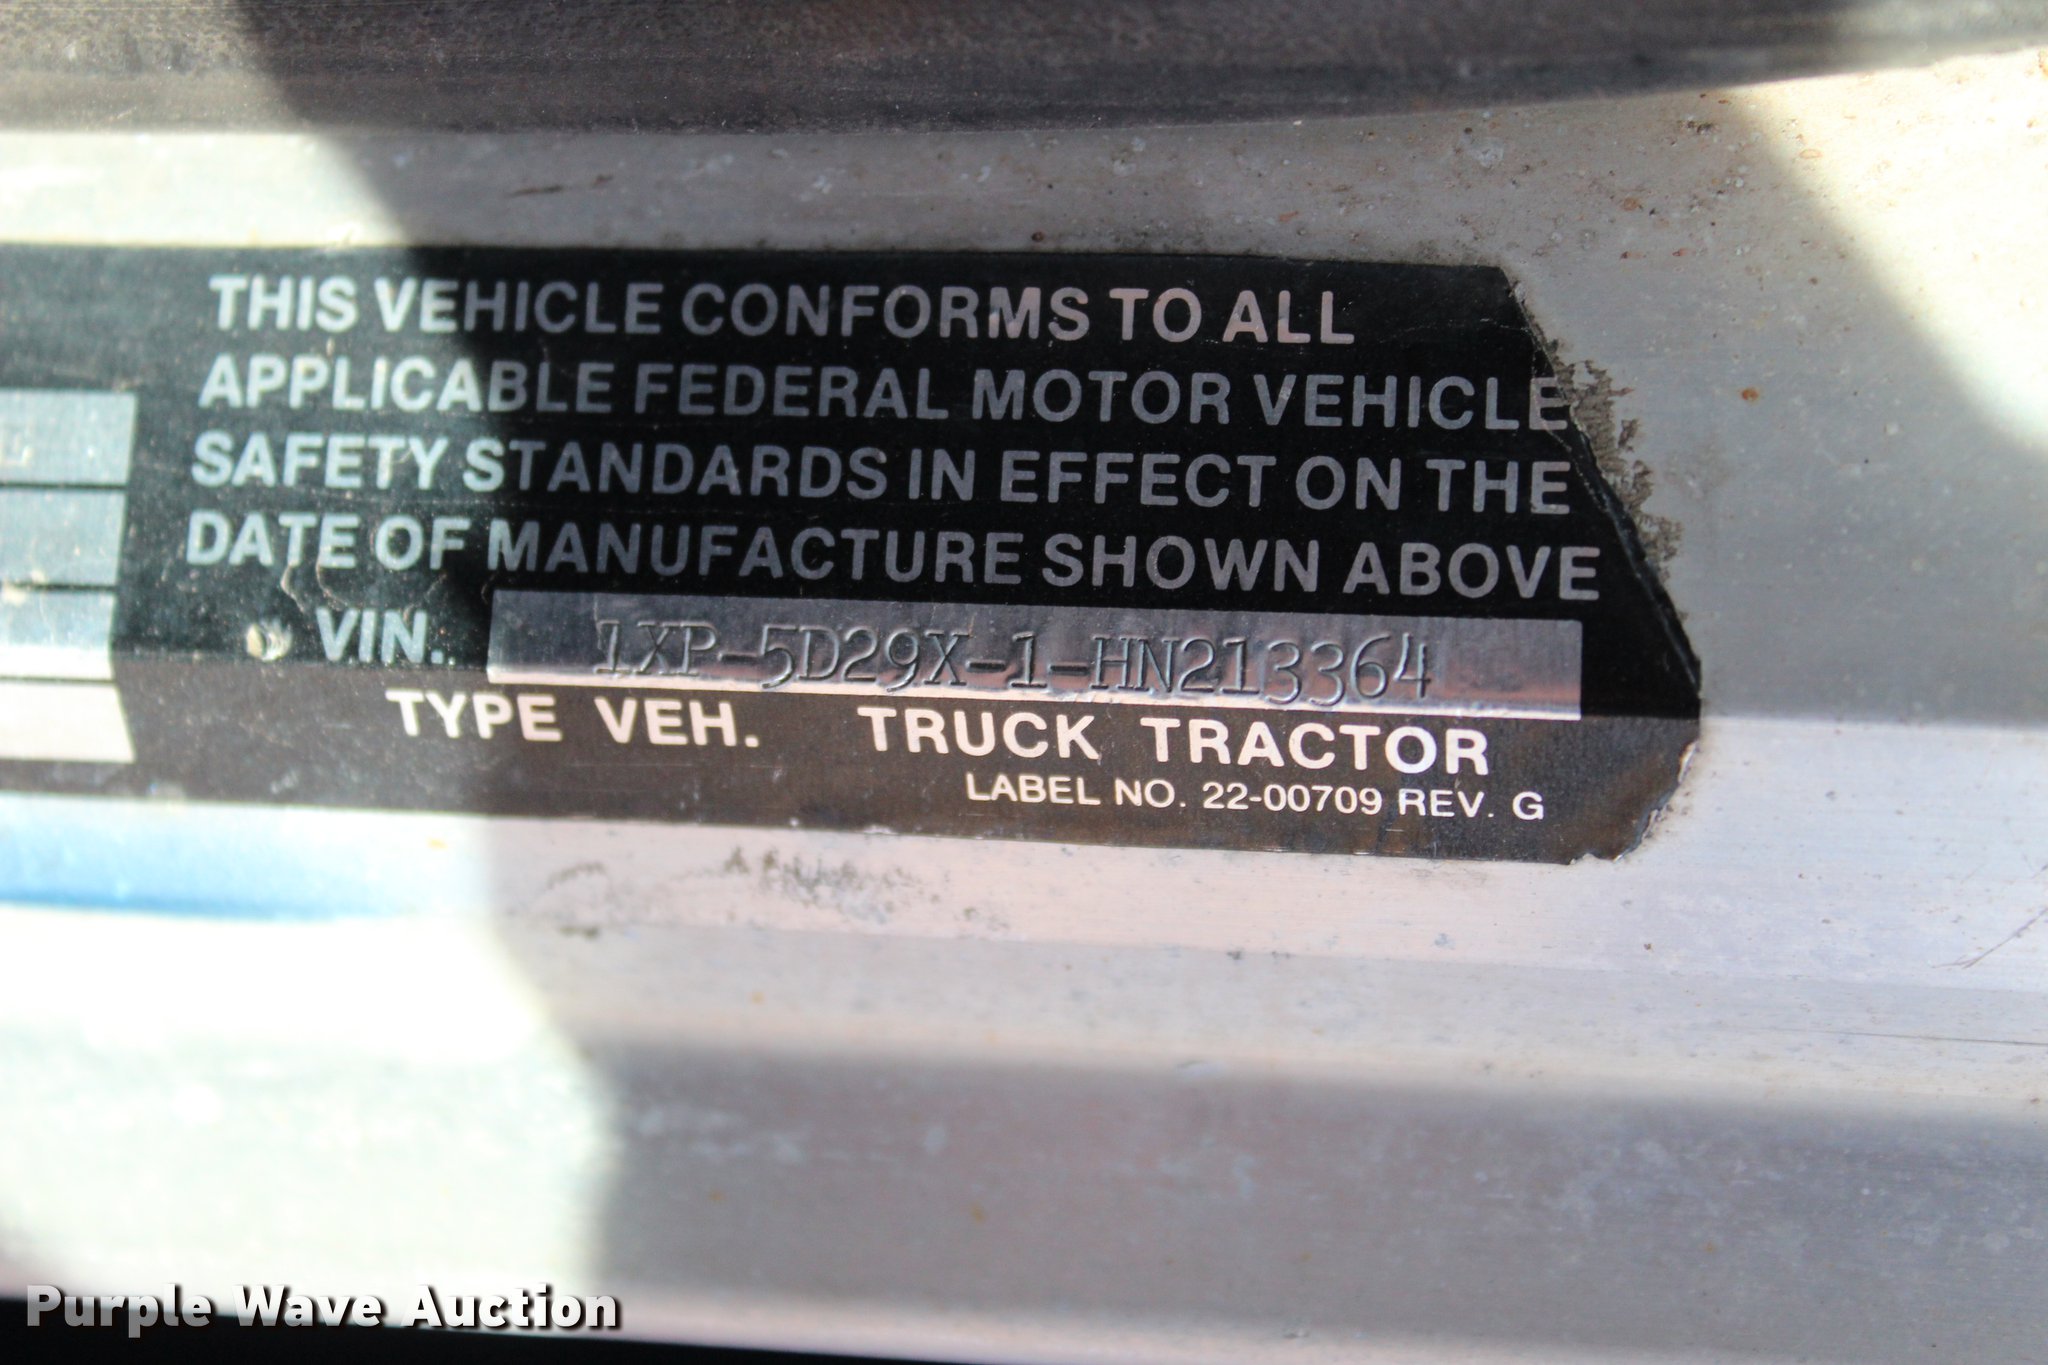 THIS VEHICLE CONFORMS TO ALL
APPLICABLE FEDERAL MOTOR VEHICLE
SAFETY STANDARDS IN EFFECT ON THE
DATE OF MANUFACTURE SHOWN ABOVE
VIN. 1XP-5D29X-1-HN213364
TYPE VEH. TRUCK TRACTOR
LABEL NO. 22-00709 REV. G
Purple Wave Auction